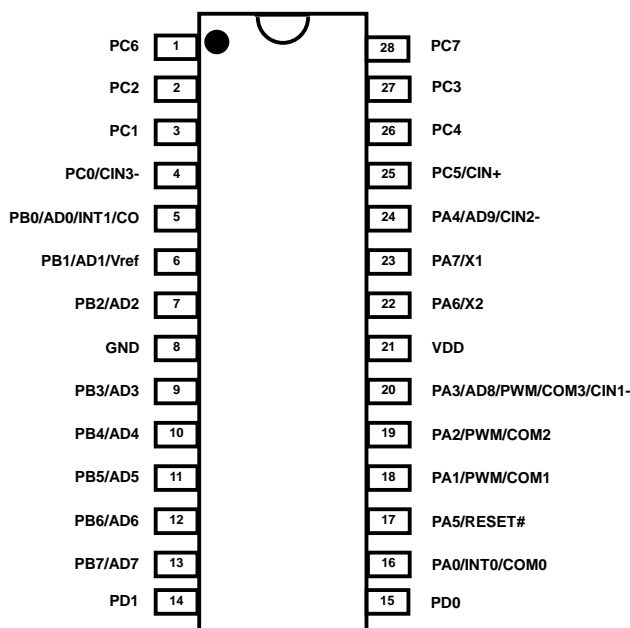 PC6 1 28 PC7
PC2 2 27 PC3
PC1 3 26 PC4
PC0/CIN3- 4 25 PC5/CIN+
PB0/AD0/INT1/CO 5 24 PA4/AD9/CIN2-
PB1/AD1/Vref 6 23 PA7/X1
PB2/AD2 7 22 PA6/X2
GND 8 21 VDD
PB3/AD3 9 20 PA3/AD8/PWM/COM3/CIN1-
PB4/AD4 10 19 PA2/PWM/COM2
PB5/AD5 11 18 PA1/PWM/COM1
PB6/AD6 12 17 PA5/RESET#
PB7/AD7 13 16 PA0/INT0/COM0
PD1 14 15 PD0